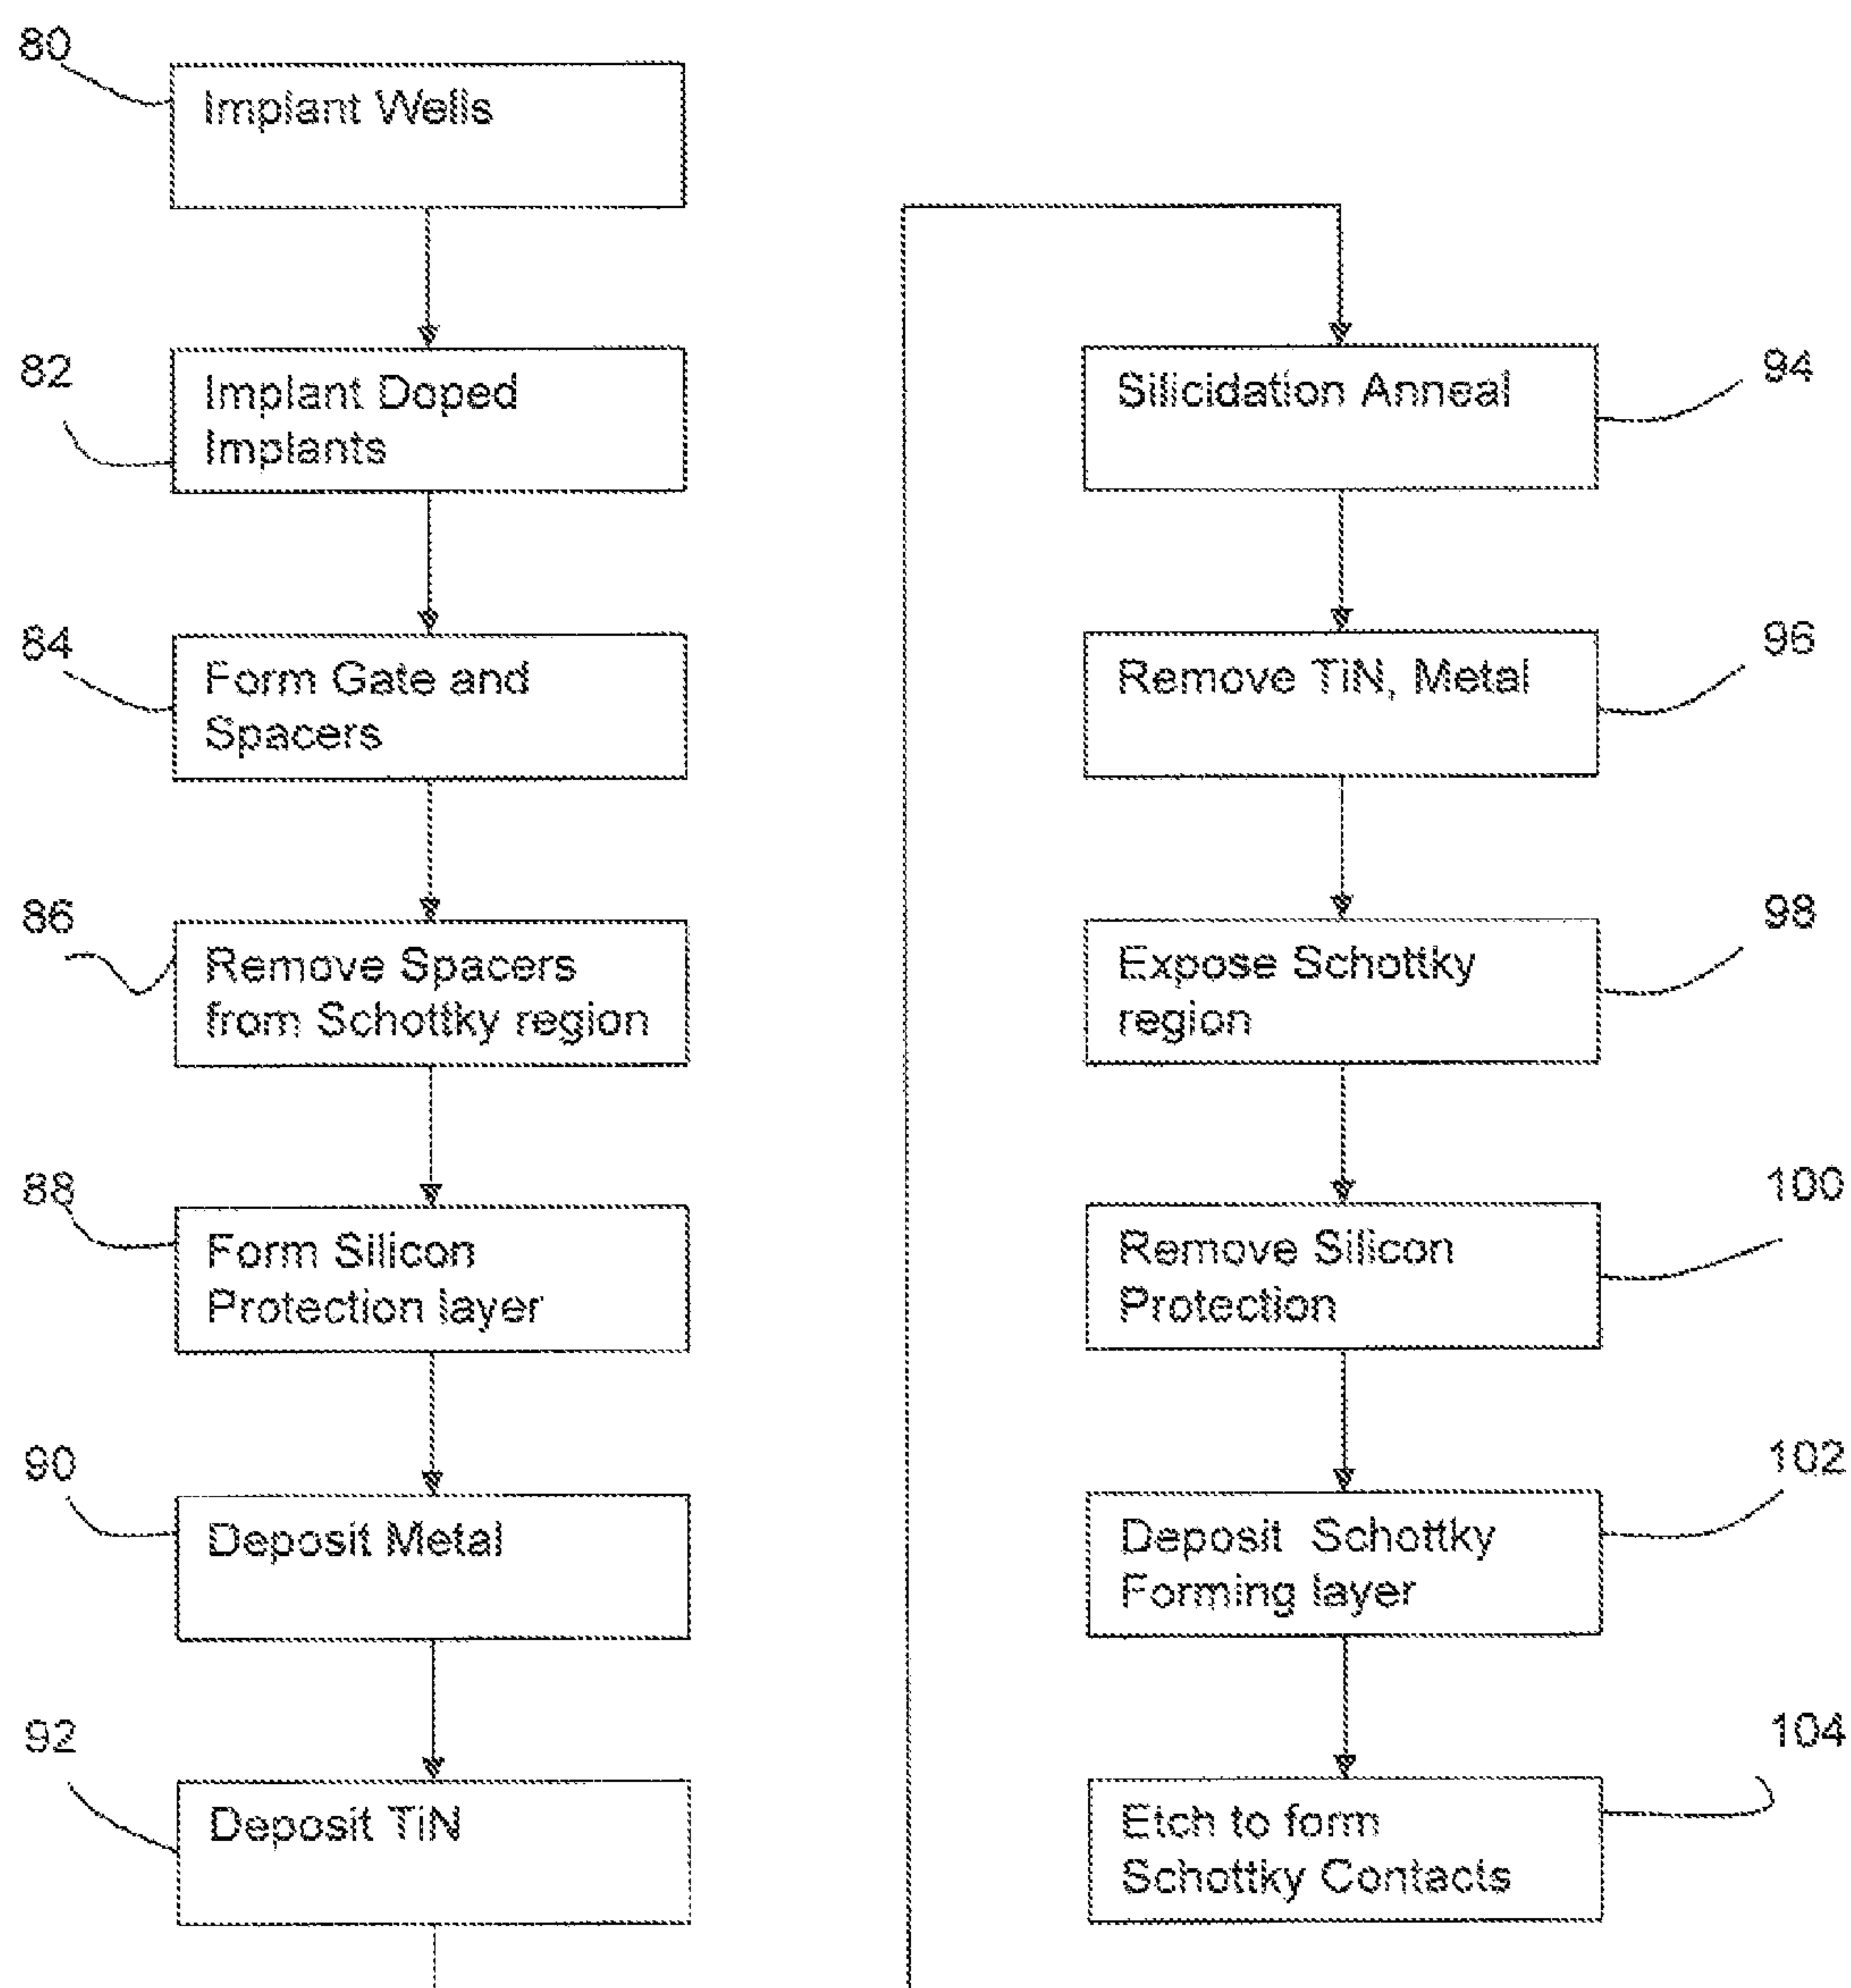 80
Implant Wells
82
Implant Doped
Implants
84
Form Gate and
Spacers
86
Remove Spacers
from Schottky region
88
Form Silicon
Protection layer
90
Deposit Metal
92
Deposit TiN
Silicidation Anneal
94
Remove TiN, Metal
96
Expose Schottky
region
98
Remove Silicon
Protection
100
Deposit Schottky
Forming layer
102
Etch to form
Schottky Contacts
104